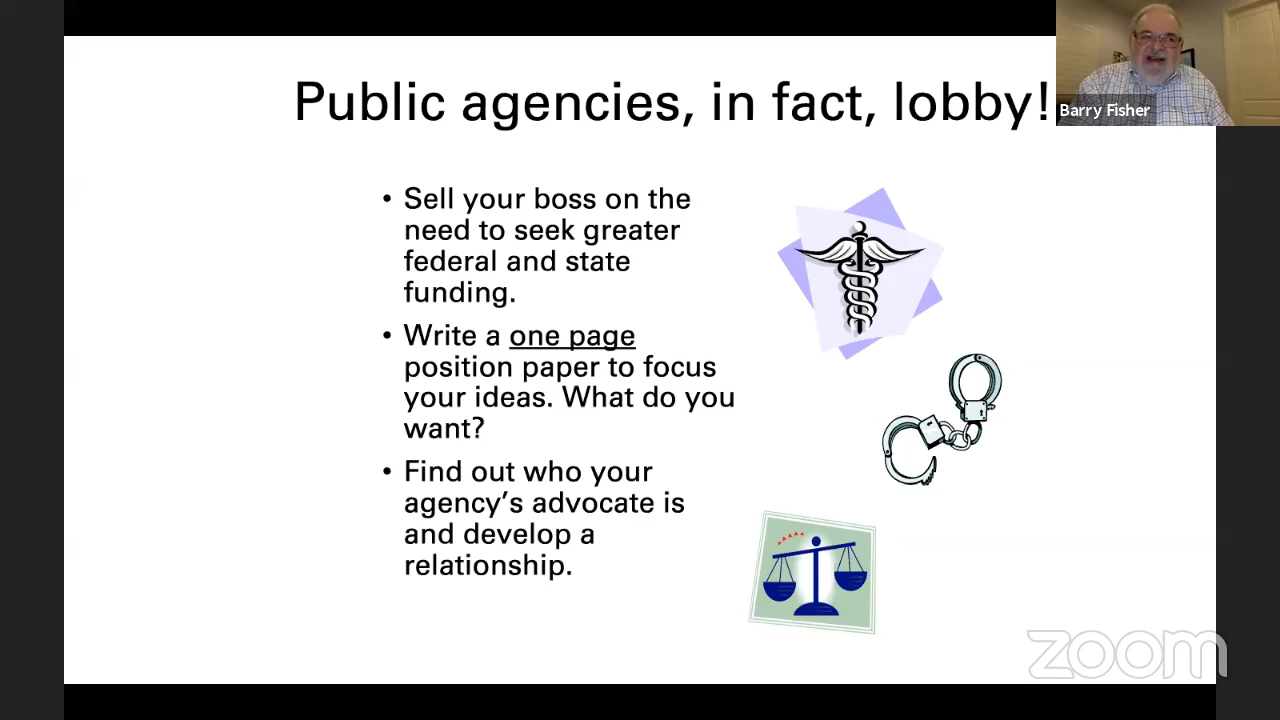 Public agencies, in fact, lobby!
Barry Fisher
• Sell your boss on the
need to seek greater
federal and state
funding.
• Write a one page
position paper to focus
your ideas. What do you
want?
• Find out who your
agency’s advocate is
and develop a
relationship.
zoom